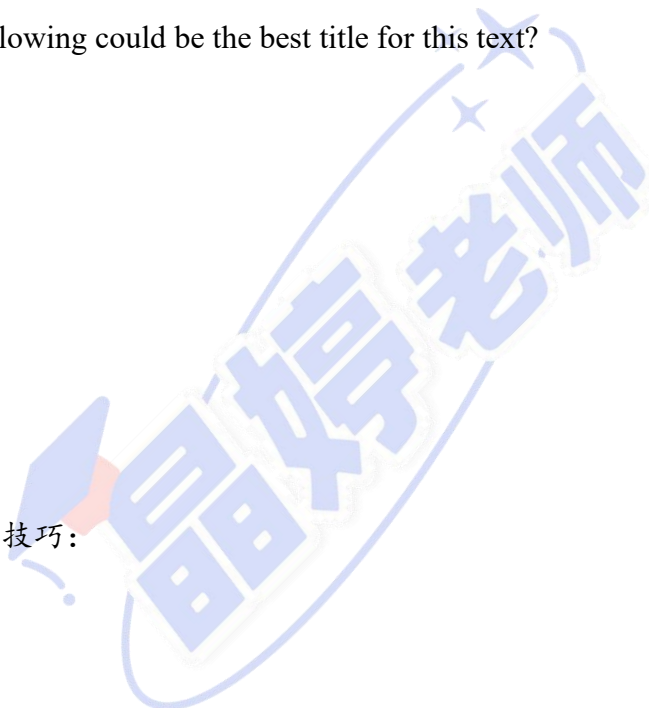 lowing could be the best title for this text?
晶婷老师
技巧：